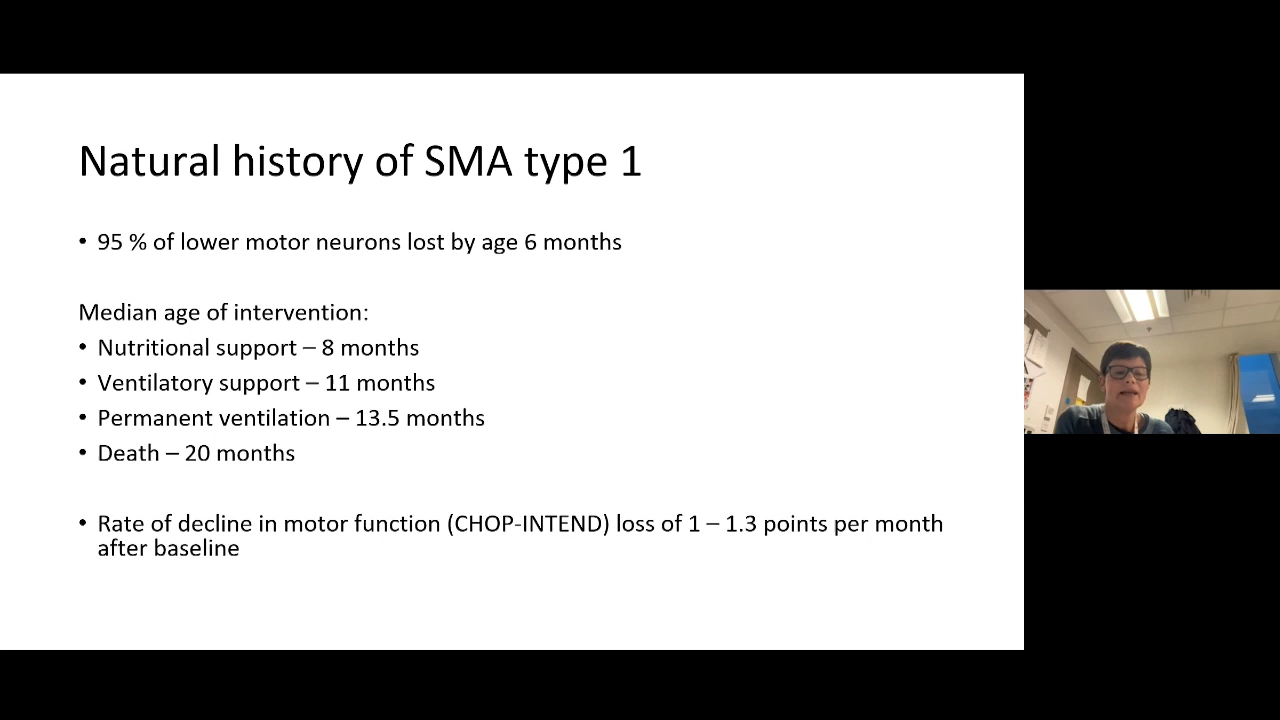 Natural history of SMA type 1
• 95 % of lower motor neurons lost by age 6 months
Median age of intervention:
• Nutritional support – 8 months
• Ventilatory support – 11 months
• Permanent ventilation – 13.5 months
• Death – 20 months
• Rate of decline in motor function (CHOP-INTEND) loss of 1 – 1.3 points per month
after baseline